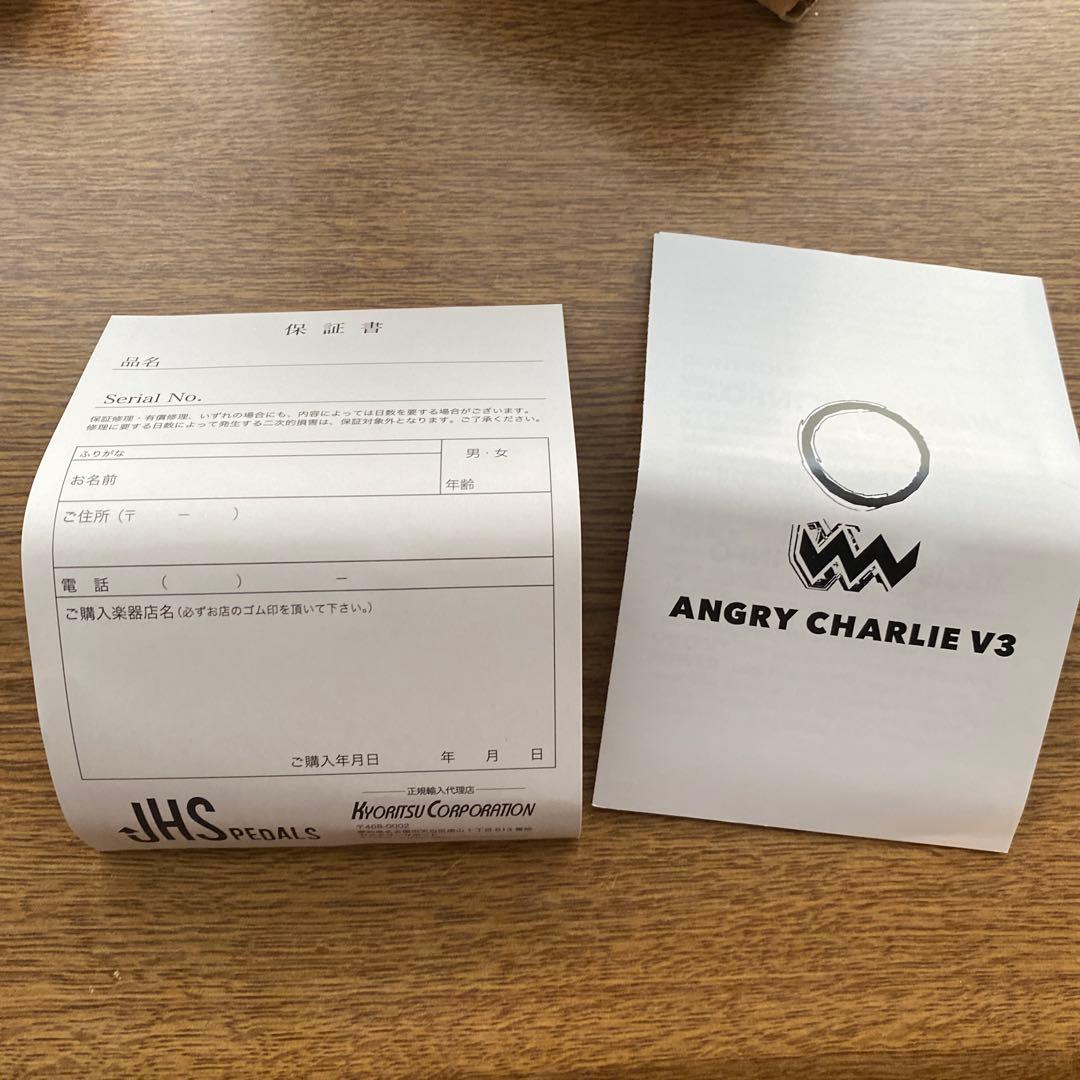 保証書
品名
Serial No.
保証修理・有償修理、いずれの場合にも、内容によっては日数を要する場合がございます。
修理に要する日数によって発生する二次的損害は、保証対象外となります。ご了承ください。
ふりがな
男・女
お名前
年齢
ご住所 (〒 － )
電話 ( ) －
ご購入楽器店名 (必ずお店のゴム印を頂いて下さい。)
ご購入年月日 年 月 日
JHS PEDALS
正規輸入代理店
KYORITSU CORPORATION
〒468-0002
ANGRY CHARLIE V3